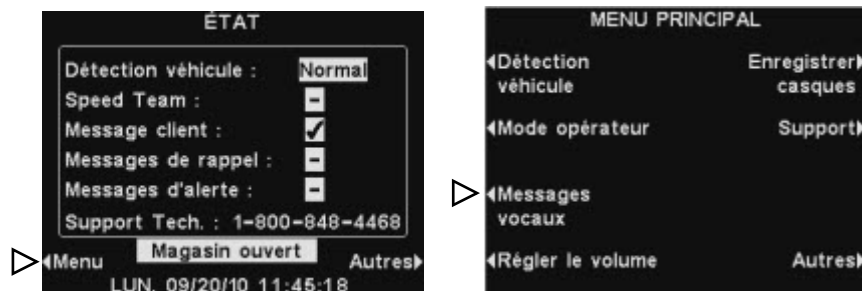 ÉTAT
Détection véhicule : Normal
Speed Team : -
Message client : ✓
Messages de rappel : -
Messages d'alerte : -
Support Tech. : 1-800-848-4468
Magasin ouvert
Menu Autres
LUN. 09/20/10 11:45:18
MENU PRINCIPAL
Détection Enregistrer
véhicule casques
Mode opérateur Support
Messages
vocaux
Régler le volume Autres